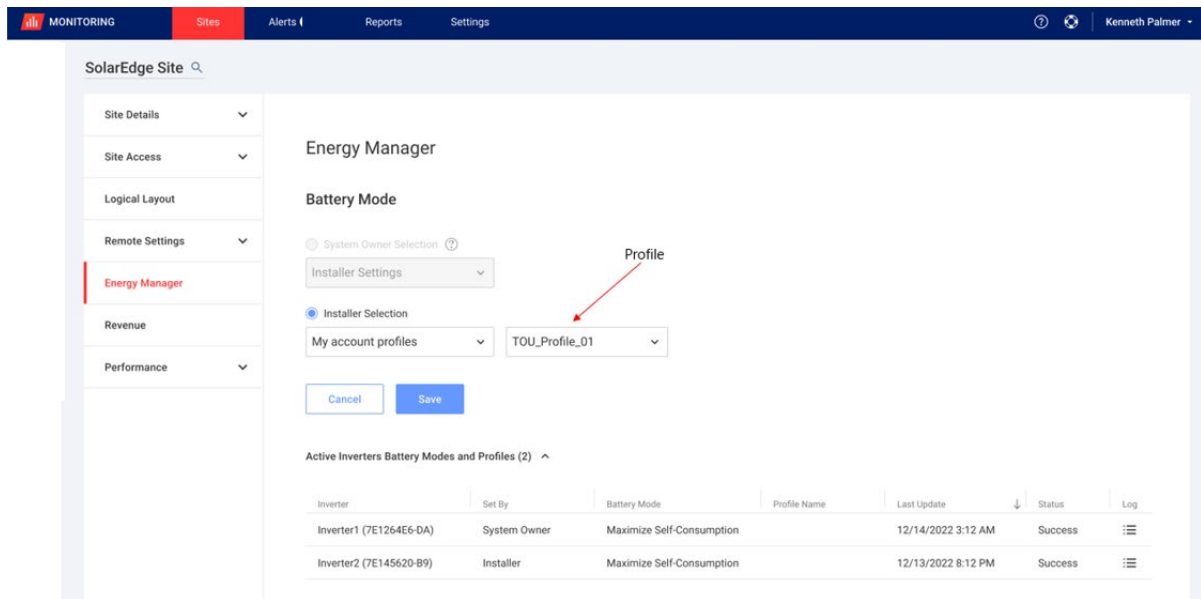 MONITORING Sites Alerts Reports Settings Kenneth Palmer
SolarEdge Site
Site Details
Site Access
Logical Layout
Remote Settings
Energy Manager
Revenue
Performance
Energy Manager
Battery Mode
System Owner Selection ?
Installer Settings
Profile
Installer Selection
My account profiles TOU_Profile_01
Cancel Save
Active Inverters Battery Modes and Profiles (2)
Inverter Set By Battery Mode Profile Name Last Update Status Log
Inverter1 (7E1264E6-DA) System Owner Maximize Self-Consumption 12/14/2022 3:12 AM Success
Inverter2 (7E145620-B9) Installer Maximize Self-Consumption 12/13/2022 8:12 PM Success